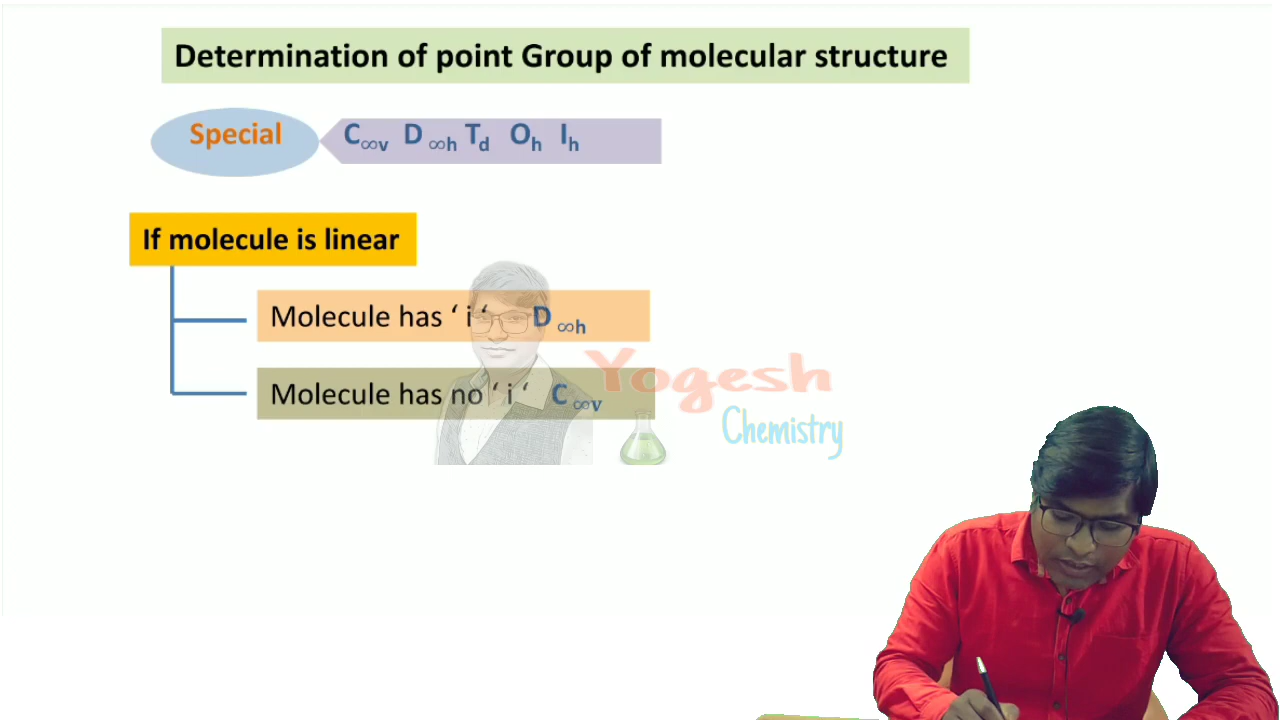 Determination of point Group of molecular structure
Special
C∞v D ∞h Td Oh Ih
If molecule is linear
Molecule has ‘ i ‘ D ∞h
Molecule has no ‘ i ‘ C ∞v
Yogesh
Chemistry